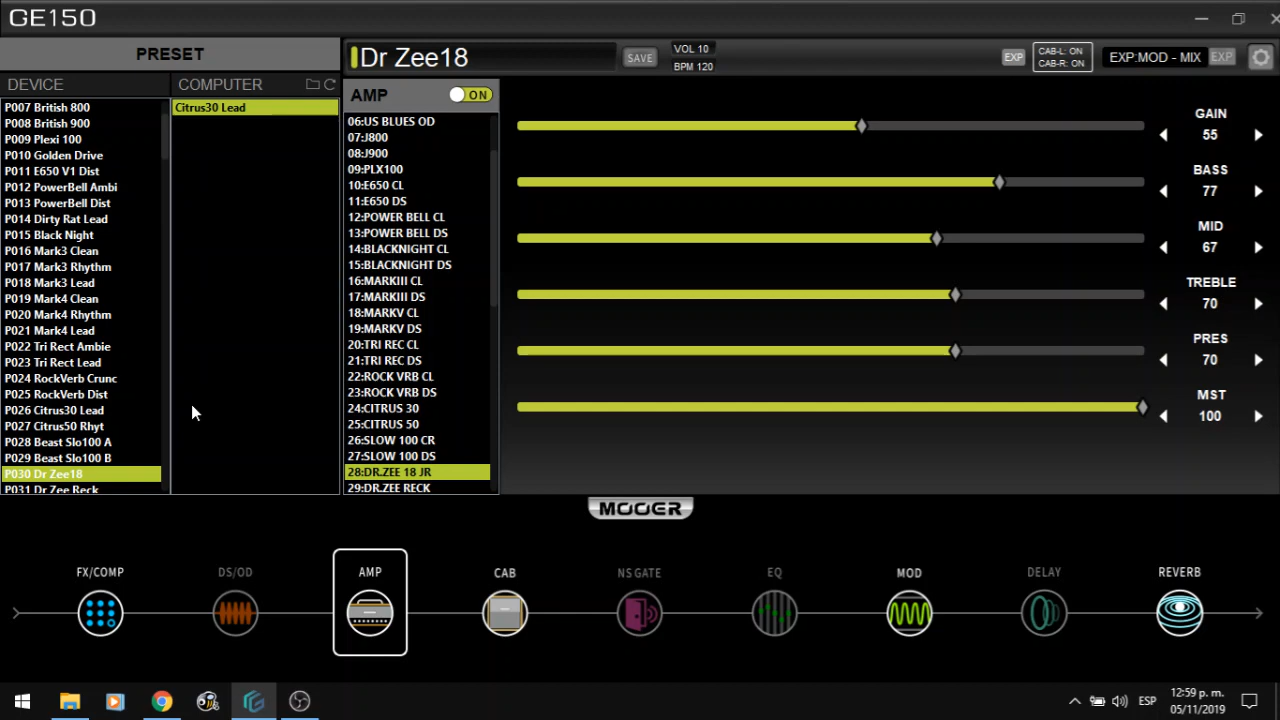 GE150
PRESET
DEVICE
COMPUTER
P007 British 800
P008 British 900
P009 Plexi 100
P010 Golden Drive
P011 E650 V1 Dist
P012 PowerBell Ambi
P013 PowerBell Dist
P014 Dirty Rat Lead
P015 Black Night
P016 Mark3 Clean
P017 Mark3 Rhythm
P018 Mark3 Lead
P019 Mark4 Clean
P020 Mark4 Rhythm
P021 Mark4 Lead
P022 Tri Rect Ambie
P023 Tri Rect Lead
P024 RockVerb Crunc
P025 RockVerb Dist
P026 Citrus30 Lead
P027 Citrus50 Rhyt
P028 Beast Slo100 A
P029 Beast Slo100 B
P030 Dr Zee18
P031 Dr Zee Reck
Citrus30 Lead
Dr Zee18
SAVE
VOL 10
BPM 120
EXP
CAB-L: ON
CAB-R: ON
EXP:MOD - MIX
EXP
AMP
ON
06:US BLUES OD
07:J800
08:J900
09:PLX100
10:E650 CL
11:E650 DS
12:POWER BELL CL
13:POWER BELL DS
14:BLACKNIGHT CL
15:BLACKNIGHT DS
16:MARKIII CL
17:MARKIII DS
18:MARKV CL
19:MARKV DS
20:TRI REC CL
21:TRI REC DS
22:ROCK VRB CL
23:ROCK VRB DS
24:CITRUS 30
25:CITRUS 50
26:SLOW 100 CR
27:SLOW 100 DS
28:DR.ZEE 18 JR
29:DR.ZEE RECK
GAIN
55
BASS
77
MID
67
TREBLE
70
PRES
70
MST
100
MOOER
FX/COMP
DS/OD
AMP
CAB
NS GATE
EQ
MOD
DELAY
REVERB
ESP
12:59 p. m.
05/11/2019